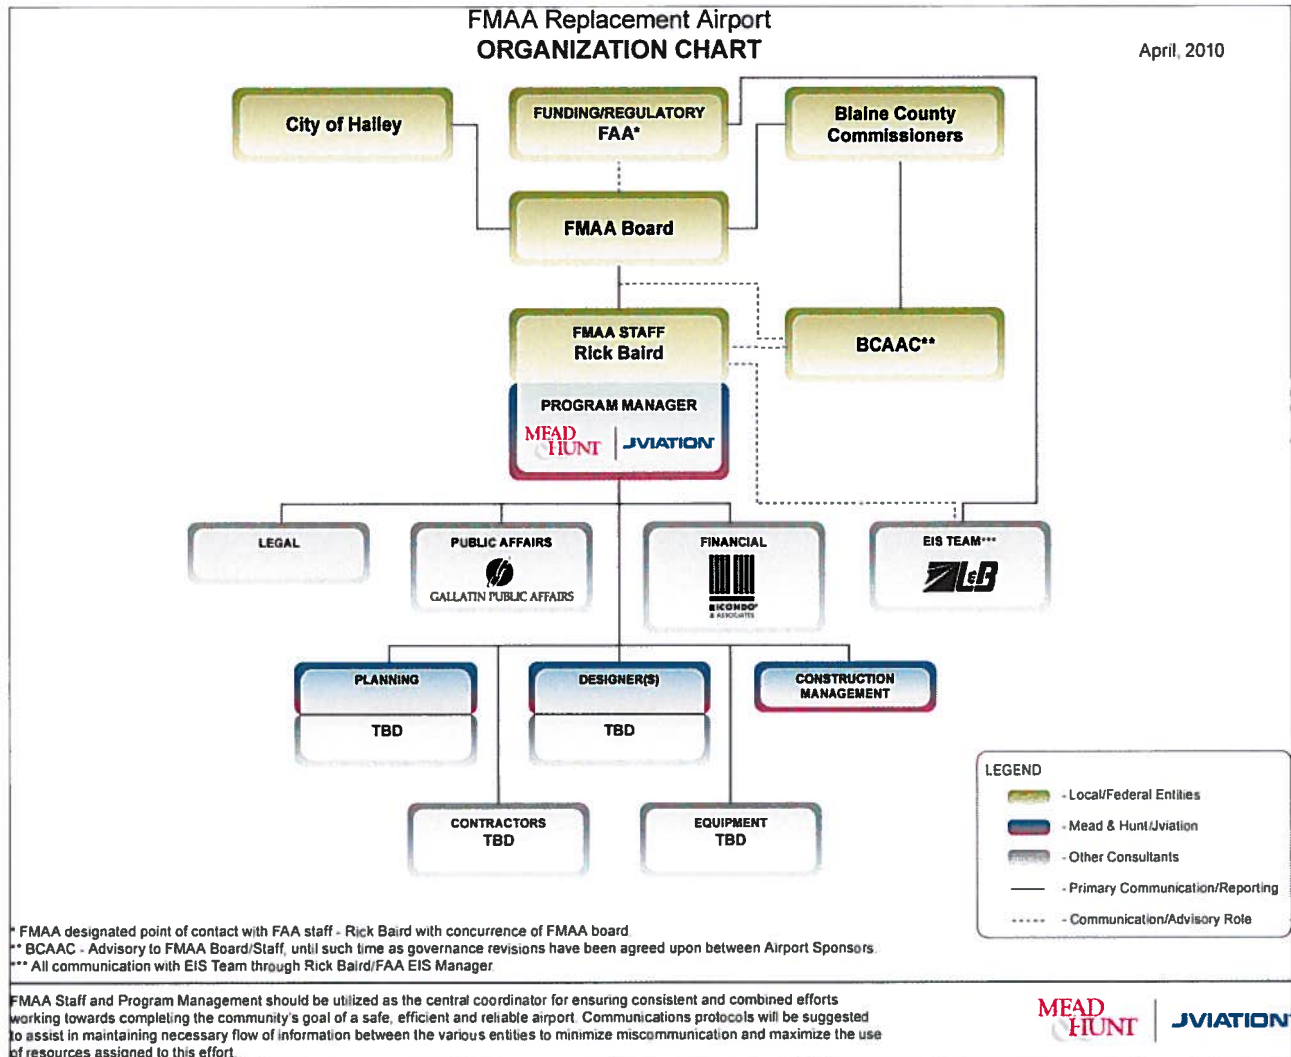 FMAA Replacement Airport
ORGANIZATION CHART
April, 2010
City of Hailey
FUNDING/REGULATORY
FAA*
Blaine County
Commissioners
FMAA Board
FMAA STAFF
Rick Baird
BCAAC**
PROGRAM MANAGER
MEAD & HUNT
JVIATION
LEGAL
PUBLIC AFFAIRS
GALLATIN PUBLIC AFFAIRS
FINANCIAL
RICONDO
& ASSOCIATES
EIS TEAM***
L&B
PLANNING
TBD
DESIGNER(S)
TBD
CONSTRUCTION
MANAGEMENT
CONTRACTORS
TBD
EQUIPMENT
TBD
LEGEND
- Local/Federal Entities
- Mead & Hunt/Jviation
- Other Consultants
- Primary Communication/Reporting
- Communication/Advisory Role
* FMAA designated point of contact with FAA staff - Rick Baird with concurrence of FMAA board.
** BCAAC - Advisory to FMAA Board/Staff, until such time as governance revisions have been agreed upon between Airport Sponsors.
*** All communication with EIS Team through Rick Baird/FAA EIS Manager
FMAA Staff and Program Management should be utilized as the central coordinator for ensuring consistent and combined efforts
working towards completing the community's goal of a safe, efficient and reliable airport. Communications protocols will be suggested
to assist in maintaining necessary flow of information between the various entities to minimize miscommunication and maximize the use
of resources assigned to this effort.
MEAD & HUNT
JVIATION